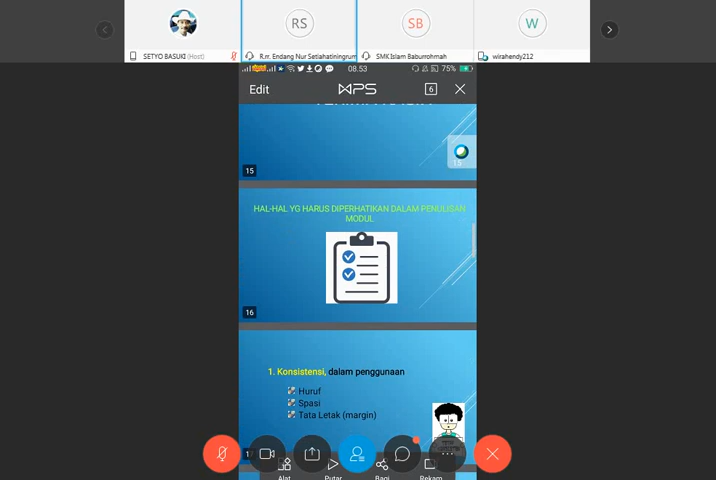 RS
SB
W
SETYO BASUKI (Host)
R.rr. Endang Nur Setiahatiningrum
SMK Islam Baburrohmah
wirahendy212
08.53
75%
Edit
WPS
6
15
15
HAL-HAL YG HARUS DIPERHATIKAN DALAM PENULISAN
MODUL
16
1. Konsistensi, dalam penggunaan
Huruf
Spasi
Tata Letak (margin)
Alat
Putar
Bagi
Rekam